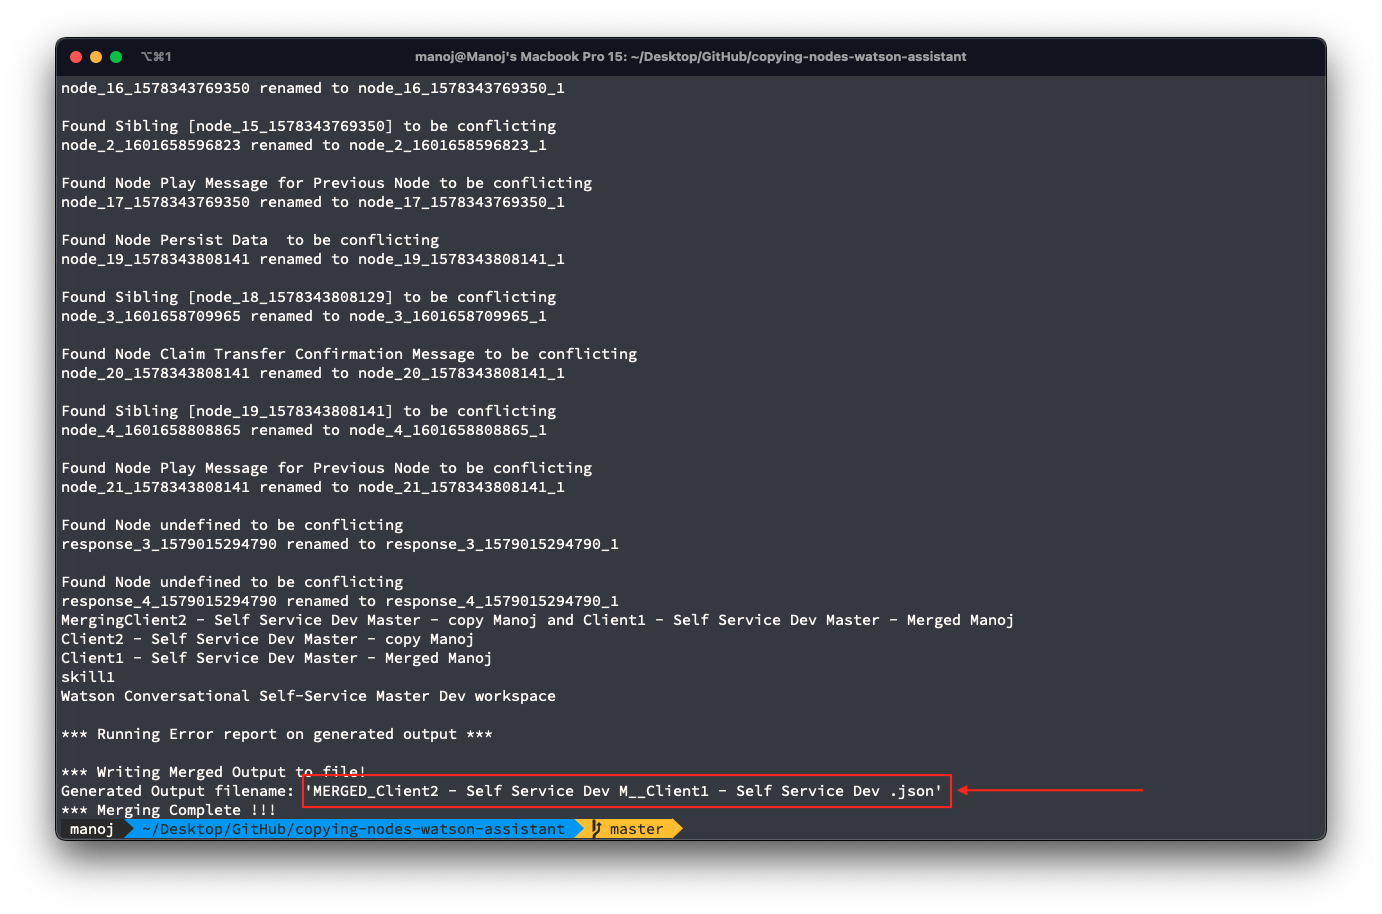 ⌥⌘1
manoj@Manoj's Macbook Pro 15: ~/Desktop/GitHub/copying-nodes-watson-assistant
node_16_1578343769350 renamed to node_16_1578343769350_1
Found Sibling [node_15_1578343769350] to be conflicting
node_2_1601658596823 renamed to node_2_1601658596823_1
Found Node Play Message for Previous Node to be conflicting
node_17_1578343769350 renamed to node_17_1578343769350_1
Found Node Persist Data  to be conflicting
node_19_1578343808141 renamed to node_19_1578343808141_1
Found Sibling [node_18_1578343808129] to be conflicting
node_3_1601658709965 renamed to node_3_1601658709965_1
Found Node Claim Transfer Confirmation Message to be conflicting
node_20_1578343808141 renamed to node_20_1578343808141_1
Found Sibling [node_19_1578343808141] to be conflicting
node_4_1601658808865 renamed to node_4_1601658808865_1
Found Node Play Message for Previous Node to be conflicting
node_21_1578343808141 renamed to node_21_1578343808141_1
Found Node undefined to be conflicting
response_3_1579015294790 renamed to response_3_1579015294790_1
Found Node undefined to be conflicting
response_4_1579015294790 renamed to response_4_1579015294790_1
MergingClient2 - Self Service Dev Master - copy Manoj and Client1 - Self Service Dev Master - Merged Manoj
Client2 - Self Service Dev Master - copy Manoj
Client1 - Self Service Dev Master - Merged Manoj
skill1
Watson Conversational Self-Service Master Dev workspace
*** Running Error report on generated output ***
*** Writing Merged Output to file!
Generated Output filename: 'MERGED_Client2 - Self Service Dev M__Client1 - Self Service Dev .json'
*** Merging Complete !!!
manoj ~/Desktop/GitHub/copying-nodes-watson-assistant master